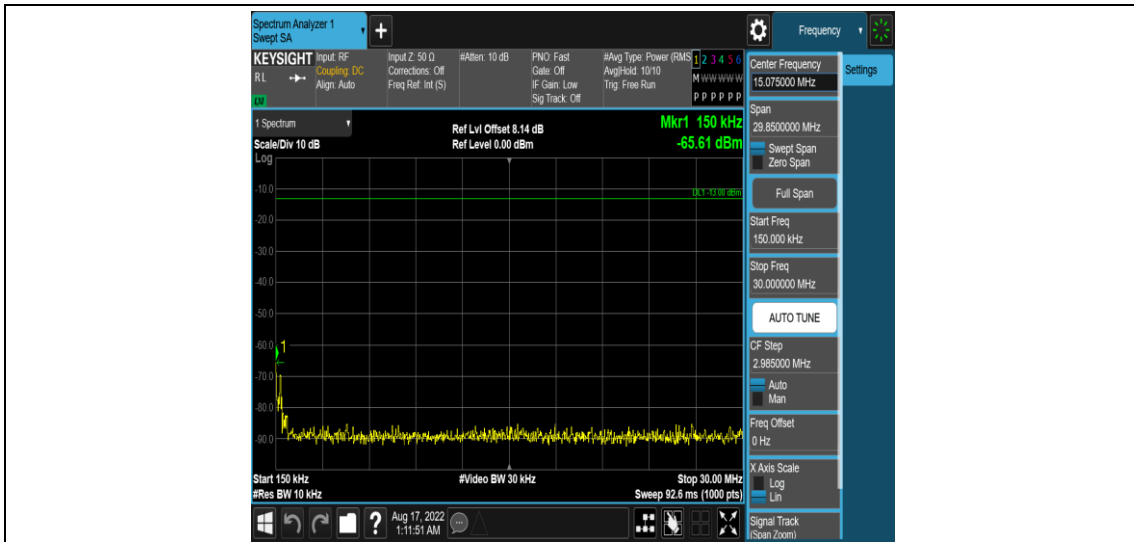 Spectrum Analyzer 1
Swept SA
Frequency
KEYSIGHT
RL
LXI
Input: RF
Coupling: DC
Align: Auto
Input Z: 50 Ω
Corrections: Off
Freq Ref: Int (S)
#Atten: 10 dB
PNO: Fast
Gate: Off
IF Gain: Low
Sig Track: Off
#Avg Type: Power (RMS
Avg|Hold: 10/10
Trig: Free Run
1 2 3 4 5 6
M W W W W W
P P P P P P
1 Spectrum
Scale/Div 10 dB
Log
Ref Lvl Offset 8.14 dB
Ref Level 0.00 dBm
Mkr1 150 kHz
-65.61 dBm
DL1 -13.00 dBm
-10.0
-20.0
-30.0
-40.0
-50.0
-60.0
1
-70.0
-80.0
-90.0
Start 150 kHz
#Video BW 30 kHz
Stop 30.00 MHz
#Res BW 10 kHz
Sweep 92.6 ms (1000 pts)
?
Aug 17, 2022
1:11:51 AM
Center Frequency
15.075000 MHz
Settings
Span
29.8500000 MHz
Swept Span
Zero Span
Full Span
Start Freq
150.000 kHz
Stop Freq
30.000000 MHz
AUTO TUNE
CF Step
2.985000 MHz
Auto
Man
Freq Offset
0 Hz
X Axis Scale
Log
Lin
Signal Track
(Span Zoom)